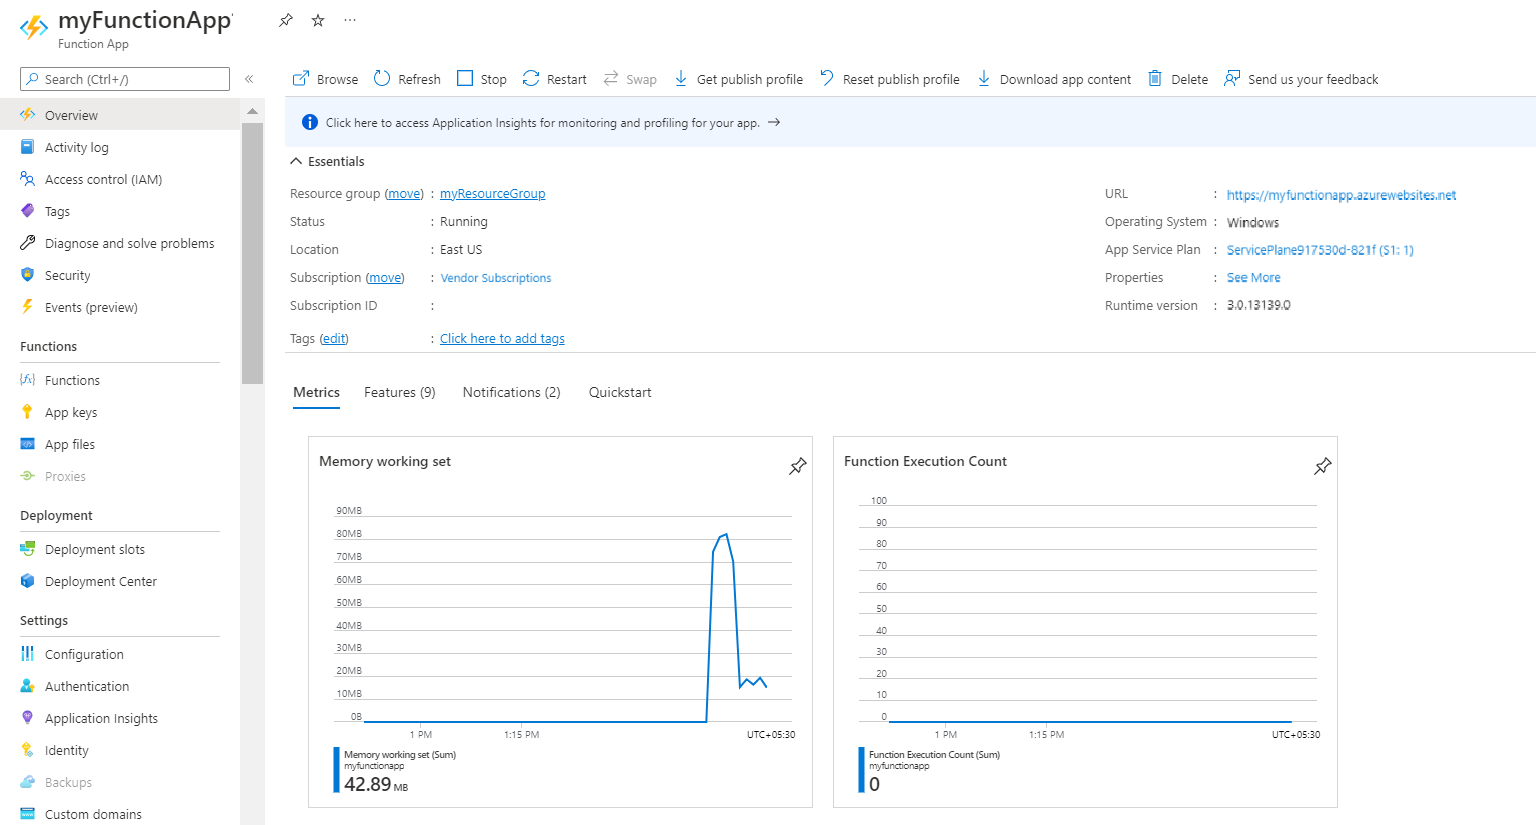 myFunctionApp
Function App
Search (Ctrl+/)
«
Overview
Activity log
Access control (IAM)
Tags
Diagnose and solve problems
Security
Events (preview)
Functions
Functions
App keys
App files
Proxies
Deployment
Deployment slots
Deployment Center
Settings
Configuration
Authentication
Application Insights
Identity
Backups
Custom domains
Browse Refresh Stop Restart Swap Get publish profile Reset publish profile Download app content Delete Send us your feedback
Click here to access Application Insights for monitoring and profiling for your app. →
Essentials
Resource group (move) : myResourceGroup
Status : Running
Location : East US
Subscription (move) : Vendor Subscriptions
Subscription ID :
Tags (edit) : Click here to add tags
URL : https://myfunctionapp.azurewebsites.net
Operating System : Windows
App Service Plan : ServicePlane917530d-821f (S1: 1)
Properties : See More
Runtime version : 3.0.13139.0
Metrics Features (9) Notifications (2) Quickstart
Memory working set
90MB
80MB
70MB
60MB
50MB
40MB
30MB
20MB
10MB
0B
1 PM 1:15 PM UTC+05:30
Memory working set (Sum)
myfunctionapp
42.89 MB
Function Execution Count
100
90
80
70
60
50
40
30
20
10
0
1 PM 1:15 PM UTC+05:30
Function Execution Count (Sum)
myfunctionapp
0